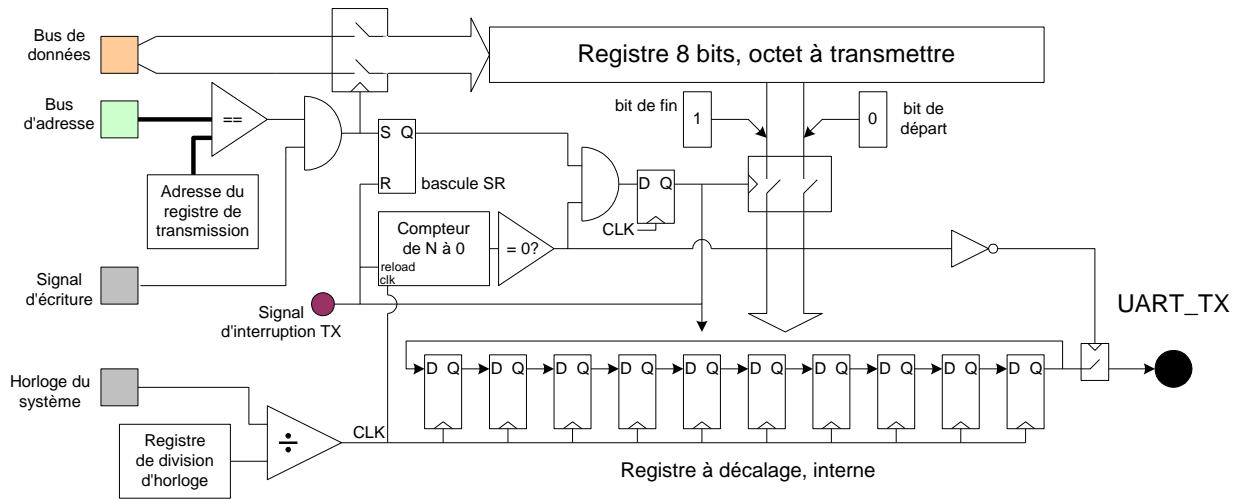 Bus de
données
Registre 8 bits, octet à transmettre
bit de fin
1
0
bit de
départ
Bus
d'adresse
==
S Q
R
bascule SR
D Q
CLK
Adresse du
registre de
transmission
Compteur
de N à 0
reload
clk
= 0?
Signal
d'écriture
Signal
d'interruption TX
UART_TX
D Q D Q D Q D Q D Q D Q D Q D Q D Q D Q
Horloge du
système
÷
CLK
Registre
de division
d'horloge
Registre à décalage, interne